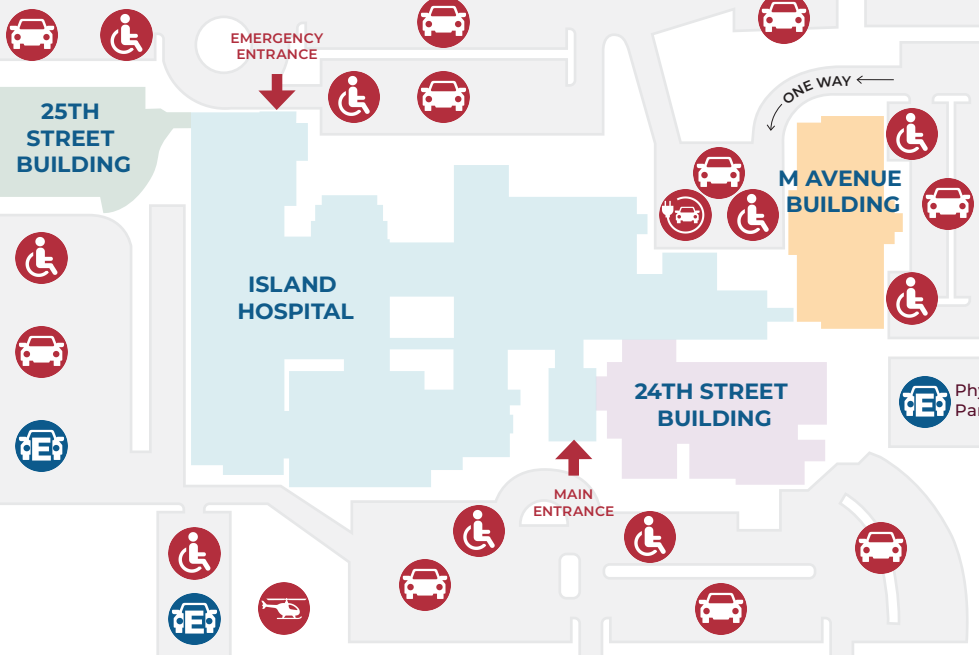 EMERGENCY
ENTRANCE
ONE WAY
25TH
STREET
BUILDING
M AVENUE
BUILDING
ISLAND
HOSPITAL
24TH STREET
BUILDING
E
E
E
MAIN
ENTRANCE